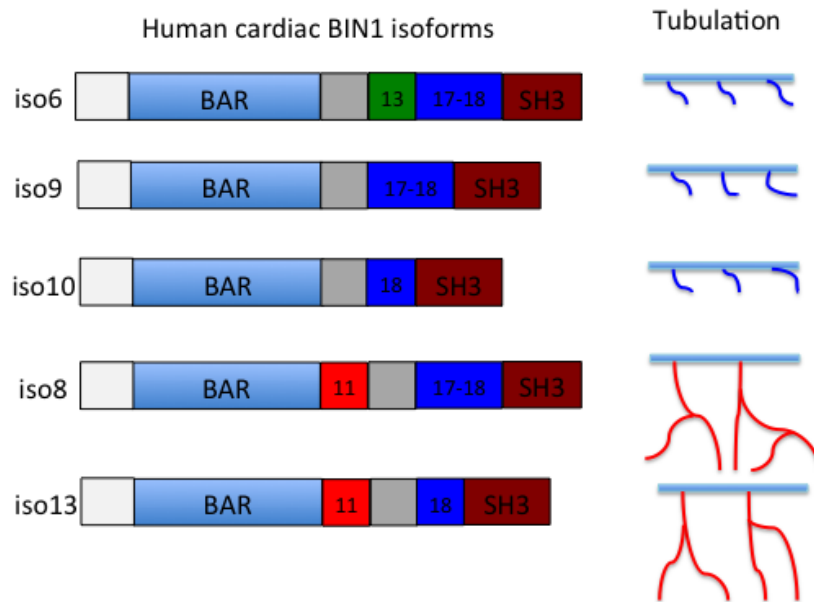 Human cardiac BIN1 isoforms
Tubulation
iso6 BAR 13 17-18 SH3
iso9 BAR 17-18 SH3
iso10 BAR 18 SH3
iso8 BAR 11 17-18 SH3
iso13 BAR 11 18 SH3